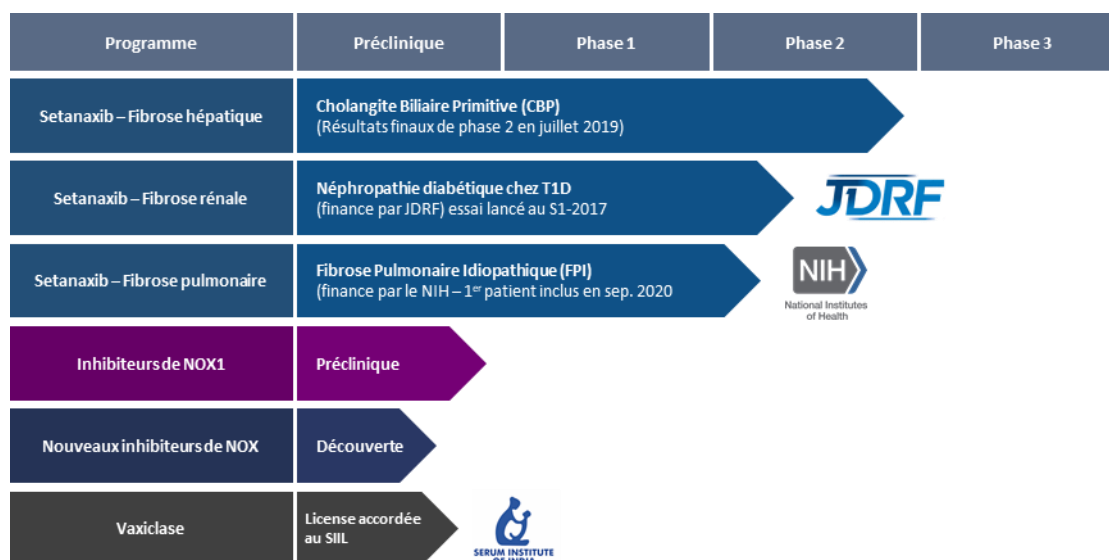 Programme
Préclinique
Phase 1
Phase 2
Phase 3
Setanaxib – Fibrose hépatique
Cholangite Biliaire Primitive (CBP)
(Résultats finaux de phase 2 en juillet 2019)
Setanaxib – Fibrose rénale
Néphropathie diabétique chez T1D
(finance par JDRF) essai lancé au S1-2017
JDRF
Setanaxib – Fibrose pulmonaire
Fibrose Pulmonaire Idiopathique (FPI)
(finance par le NIH – 1er patient inclus en sep. 2020
NIH
National Institutes
of Health
Inhibiteurs de NOX1
Préclinique
Nouveaux inhibiteurs de NOX
Découverte
Vaxiclase
License accordée
au SIIL
SERUM INSTITUTE
OF INDIA